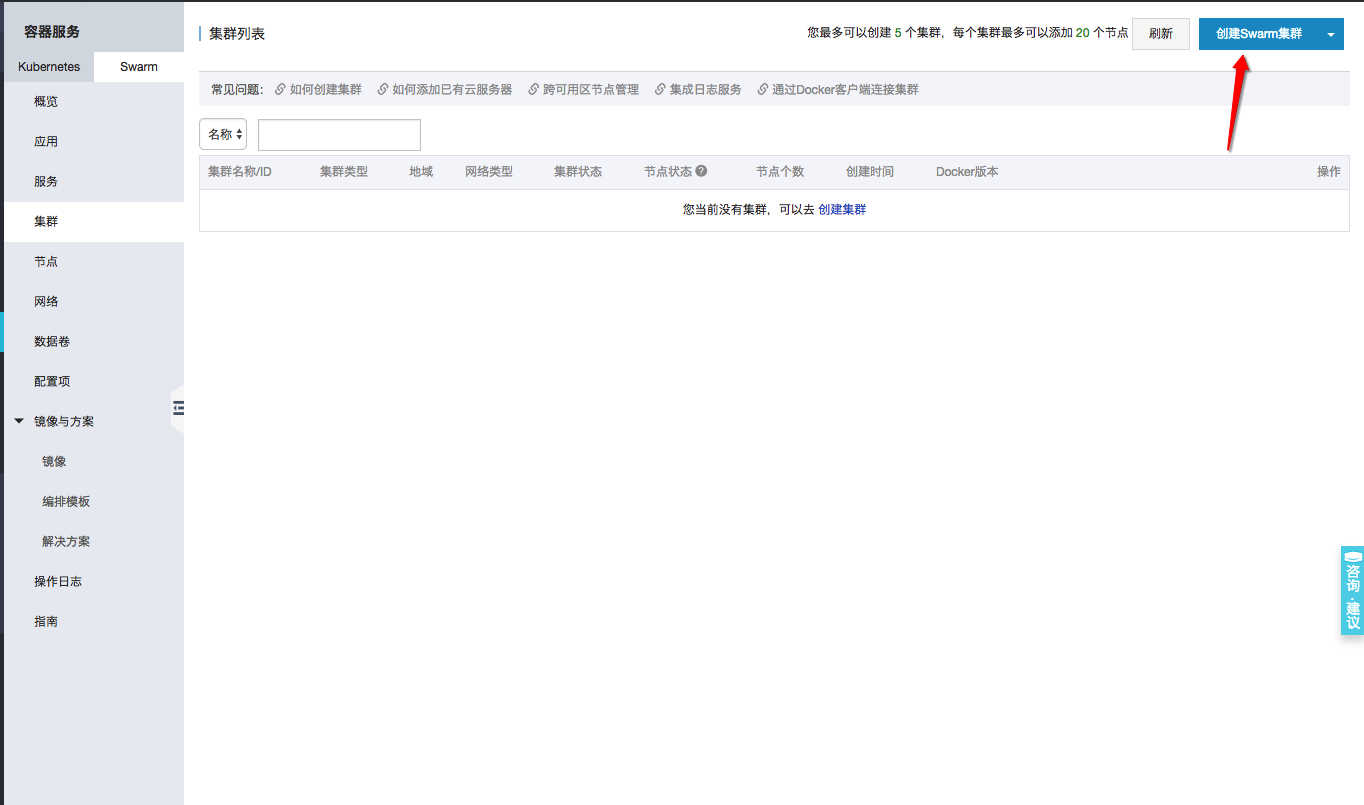 容器服务
Kubernetes Swarm
概览
应用
服务
集群
节点
网络
数据卷
配置项
镜像与方案
镜像
编排模板
解决方案
操作日志
指南
集群列表
您最多可以创建 5 个集群，每个集群最多可以添加 20 个节点 刷新 创建Swarm集群
常见问题： 如何创建集群 如何添加已有云服务器 跨可用区节点管理 集成日志服务 通过Docker客户端连接集群
名称
集群名称/ID 集群类型 地域 网络类型 集群状态 节点状态 ? 节点个数 创建时间 Docker版本 操作
您当前没有集群，可以去 创建集群
咨询·建议